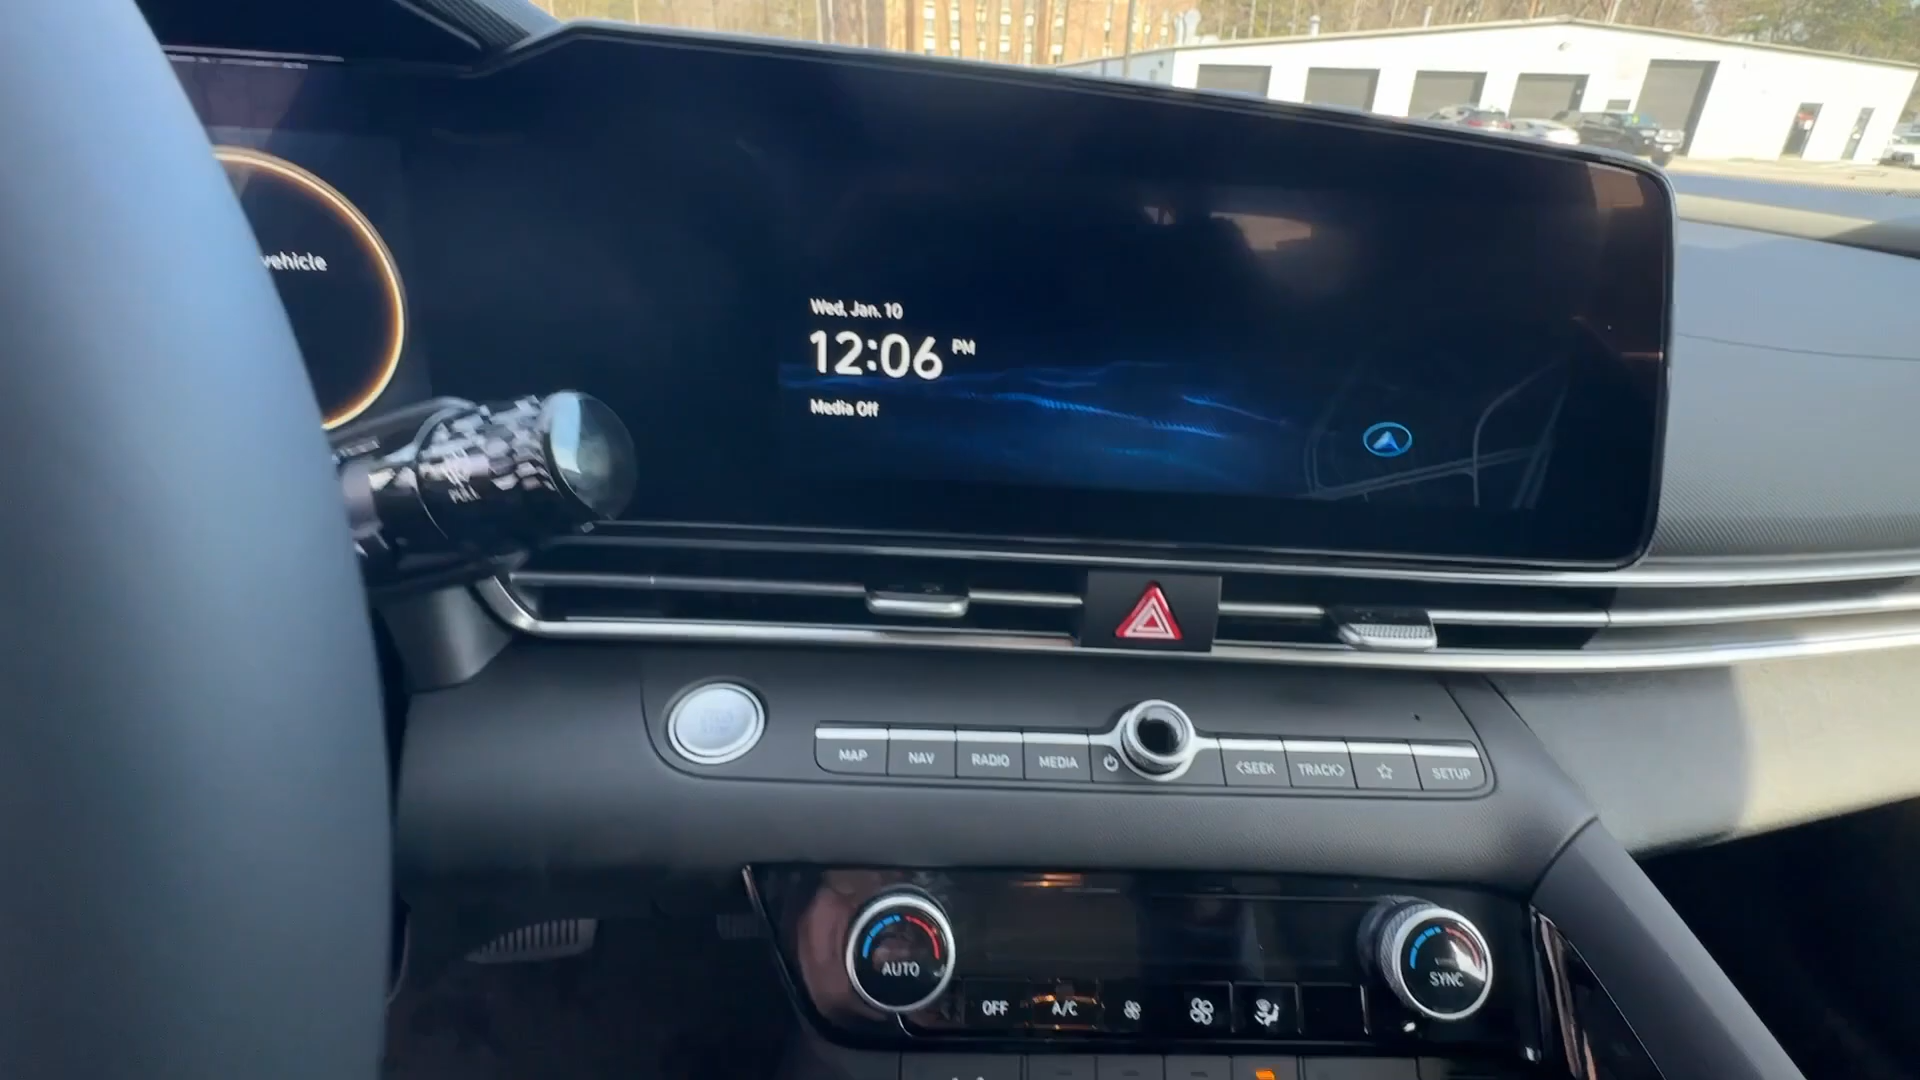 vehicle
Wed, Jan. 10
12:06 PM
Media Off
PULL
MAP
NAV
RADIO
MEDIA
<SEEK
TRACK>
SETUP
AUTO
SYNC
OFF
A/C